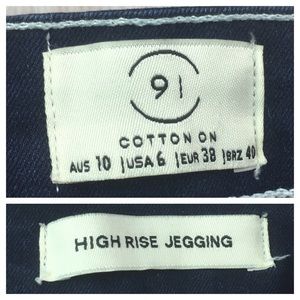 91
COTTON ON
AUS 10 | USA 6 | EUR 38 | BRZ 40
HIGH RISE JEGGING